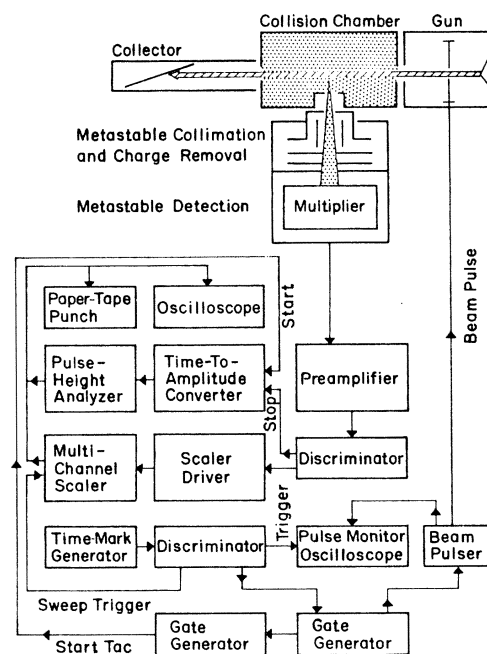 Collision Chamber
Gun
Collector
Metastable Collimation
and Charge Removal
Metastable Detection
Multiplier
Beam Pulse
Start
Paper-Tape
Punch
Oscilloscope
Pulse-
Height
Analyzer
Time-To-
Amplitude
Converter
Preamplifier
Stop
Multi-
Channel
Scaler
Scaler
Driver
Discriminator
Trigger
Time-Mark
Generator
Discriminator
Pulse Monitor
Oscilloscope
Beam
Pulser
Sweep Trigger
Start Tac
Gate
Generator
Gate
Generator